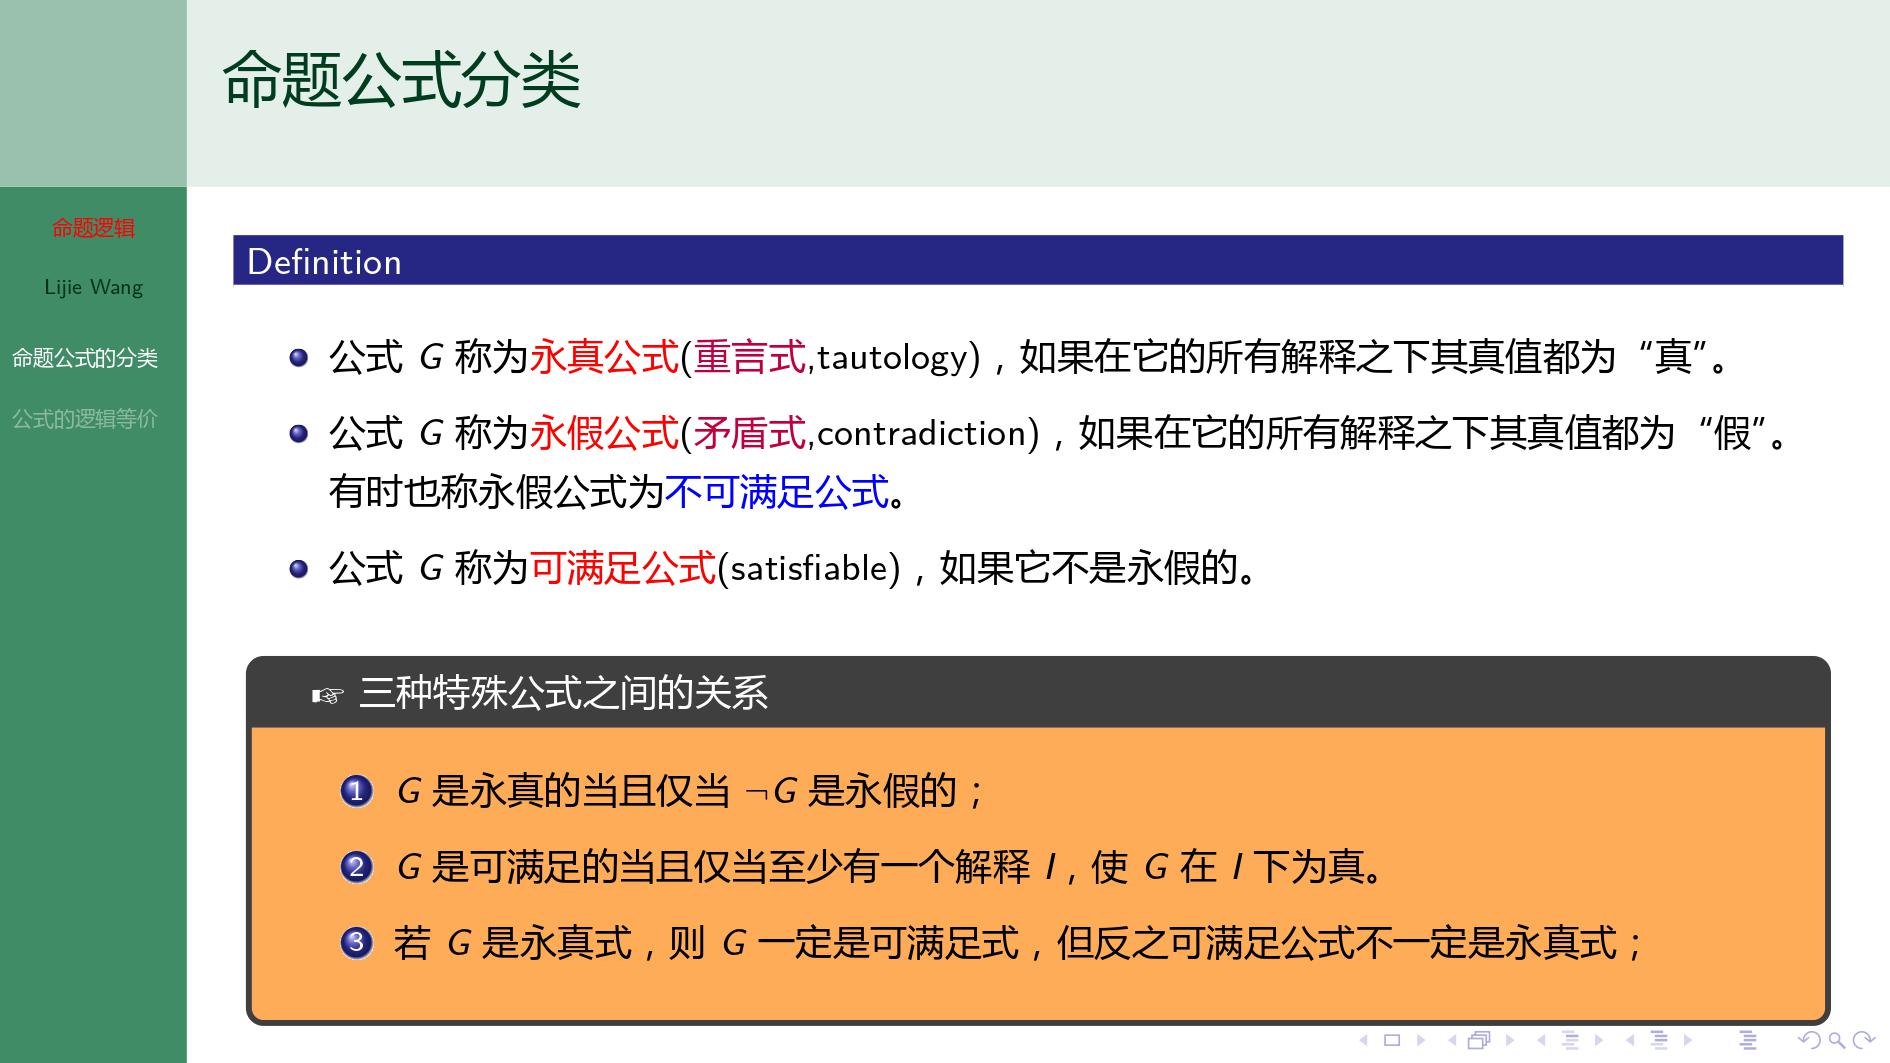 命题公式分类
命题逻辑
Lijie Wang
命题公式的分类
公式的逻辑等价
Definition
公式 G 称为永真公式(重言式,tautology)，如果在它的所有解释之下其真值都为“真”。
公式 G 称为永假公式(矛盾式,contradiction)，如果在它的所有解释之下其真值都为“假”。
有时也称永假公式为不可满足公式。
公式 G 称为可满足公式(satisfiable)，如果它不是永假的。
☞ 三种特殊公式之间的关系
1 G 是永真的当且仅当 ¬G 是永假的；
2 G 是可满足的当且仅当至少有一个解释 I，使 G 在 I 下为真。
3 若 G 是永真式，则 G 一定是可满足式，但反之可满足公式不一定是永真式；